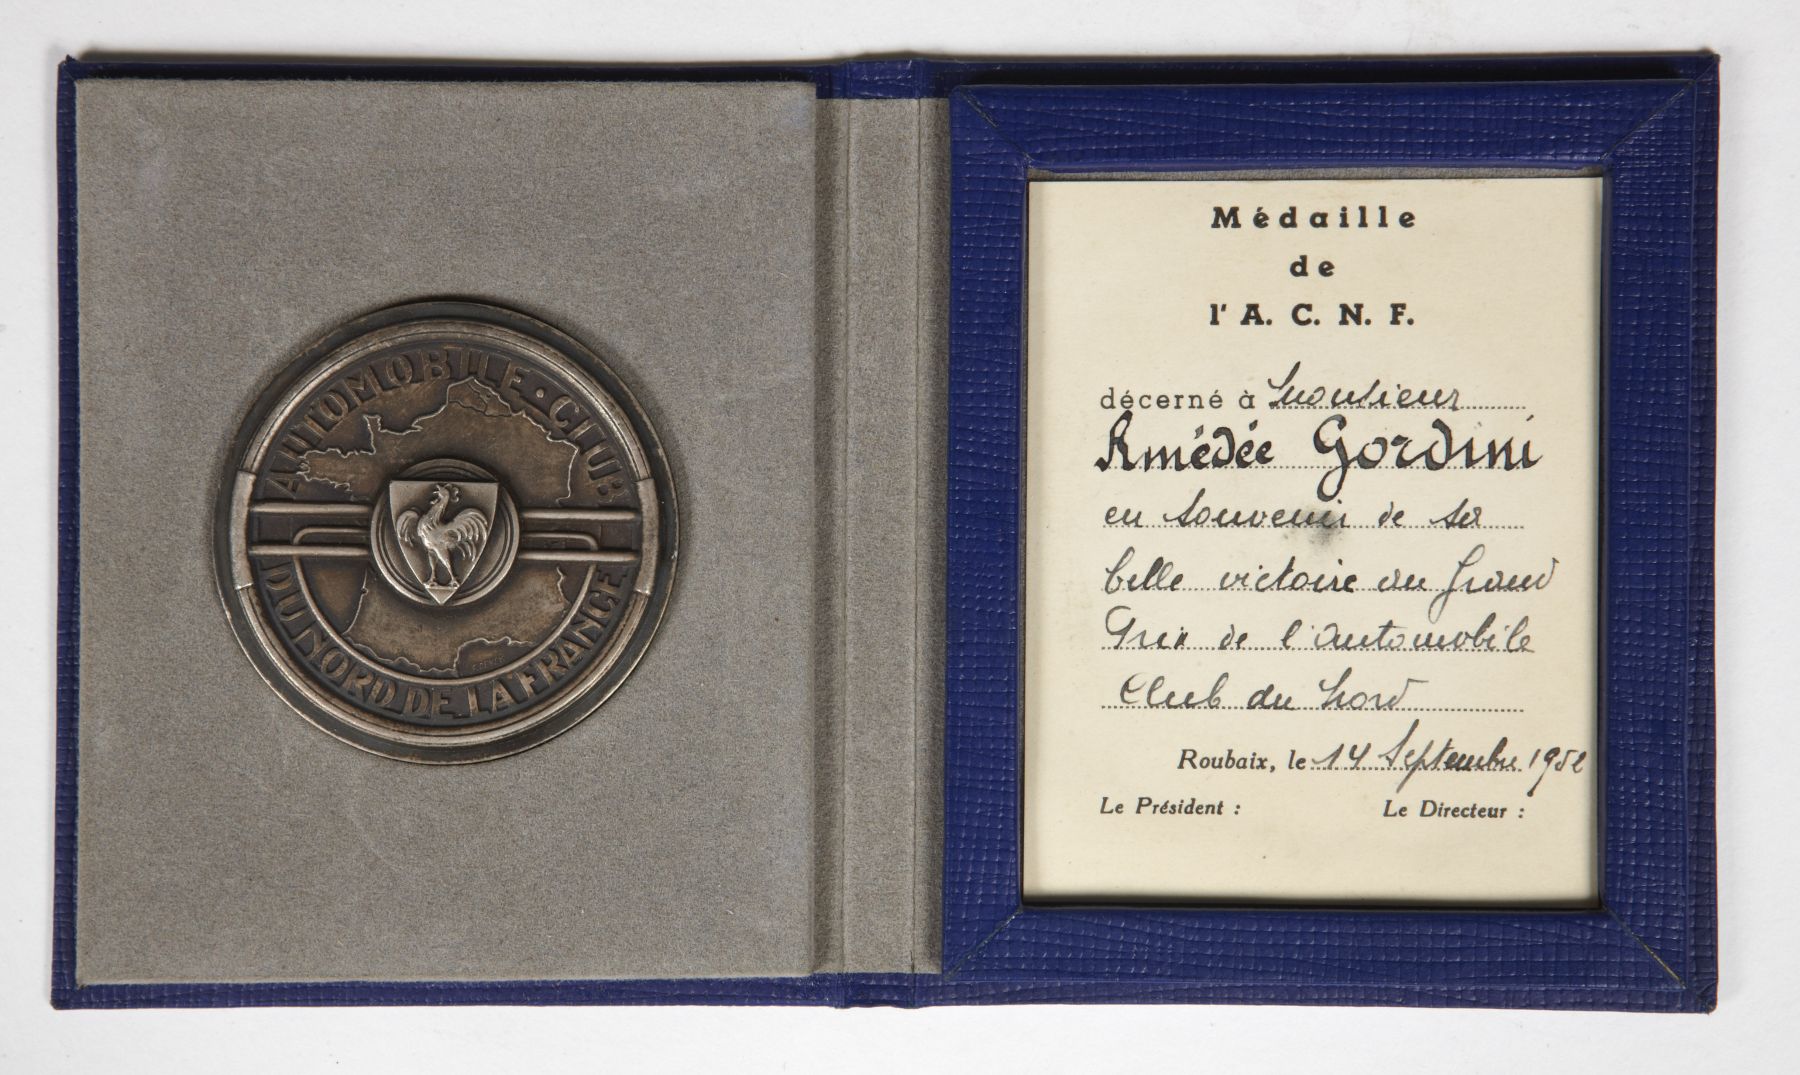 AUTOMOBILE · CLUB
DU NORD DE LA FRANCE
Médaille
de
l' A. C. N. F.
décerné à Monsieur
Amédée Gordini
en souvenir de sa
belle victoire au Grand
Prix de l'Automobile
Club du Nord
Roubaix, le 14 Septembre 1952
Le Président : Le Directeur :